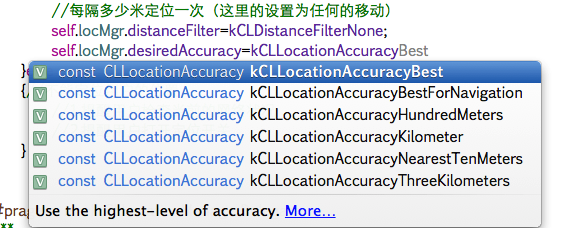 //每隔多少米定位一次（这里的设置为任何的移动）
self.locMgr.distanceFilter=kCLDistanceFilterNone;
self.locMgr.desiredAccuracy=kCLLocationAccuracyBest
V const CLLocationAccuracy kCLLocationAccuracyBest
{ V const CLLocationAccuracy kCLLocationAccuracyBestForNavigation
V const CLLocationAccuracy kCLLocationAccuracyHundredMeters
V const CLLocationAccuracy kCLLocationAccuracyKilometer
} V const CLLocationAccuracy kCLLocationAccuracyNearestTenMeters
V const CLLocationAccuracy kCLLocationAccuracyThreeKilometers
#prag Use the highest-level of accuracy. More...
**